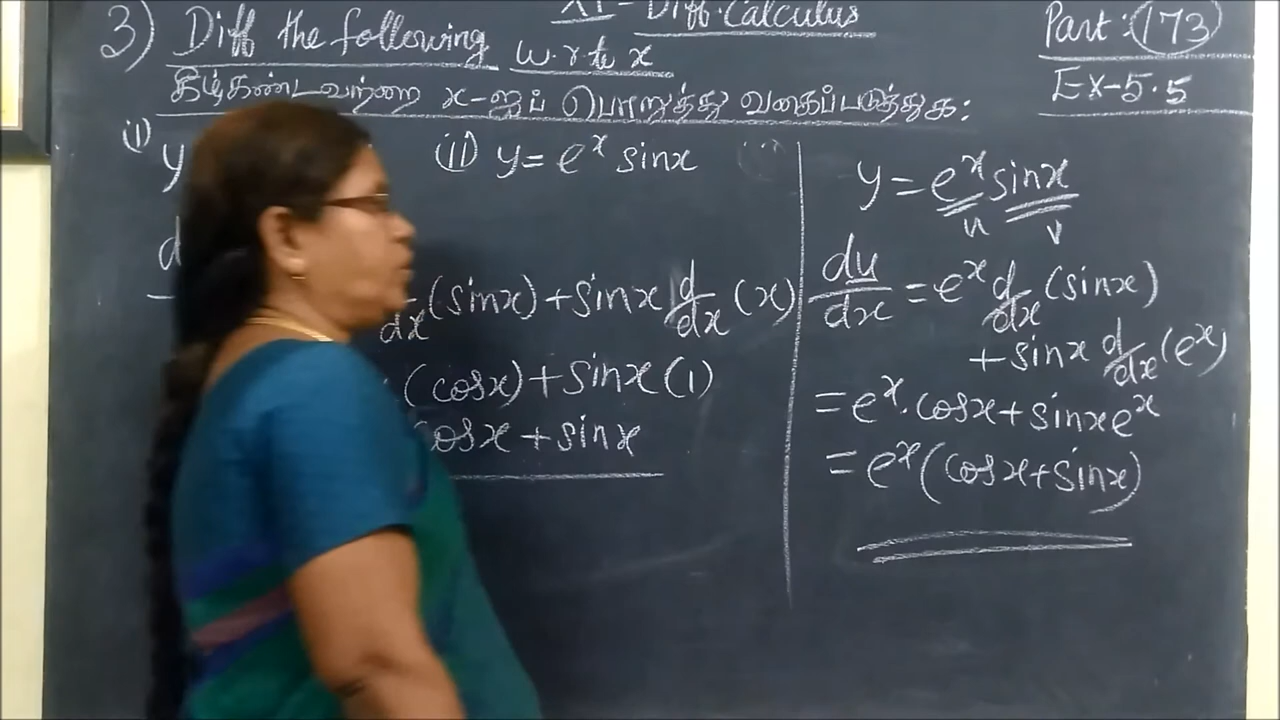 XI - Diff. Calculus
Part : 173
EX-5.5
3) Diff the following w.r.to x
கீழ்கண்டவற்றை x-ஐப் பொறுத்து வகைப்படுத்துக:
(i) y
(ii) y = e^x sinx
d
dx (sinx) + sinx d/dx (x)
(cosx) + sinx (1)
cosx + sinx
y = e^x sinx
u v
du/dx = e^x d/dx (sinx)
+ sinx d/dx (e^x)
= e^x. cosx + sinx e^x
= e^x (cosx + sinx)